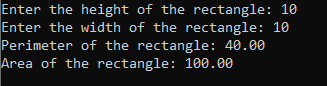 Enter the height of the rectangle: 10
Enter the width of the rectangle: 10
Perimeter of the rectangle: 40.00
Area of the rectangle: 100.00